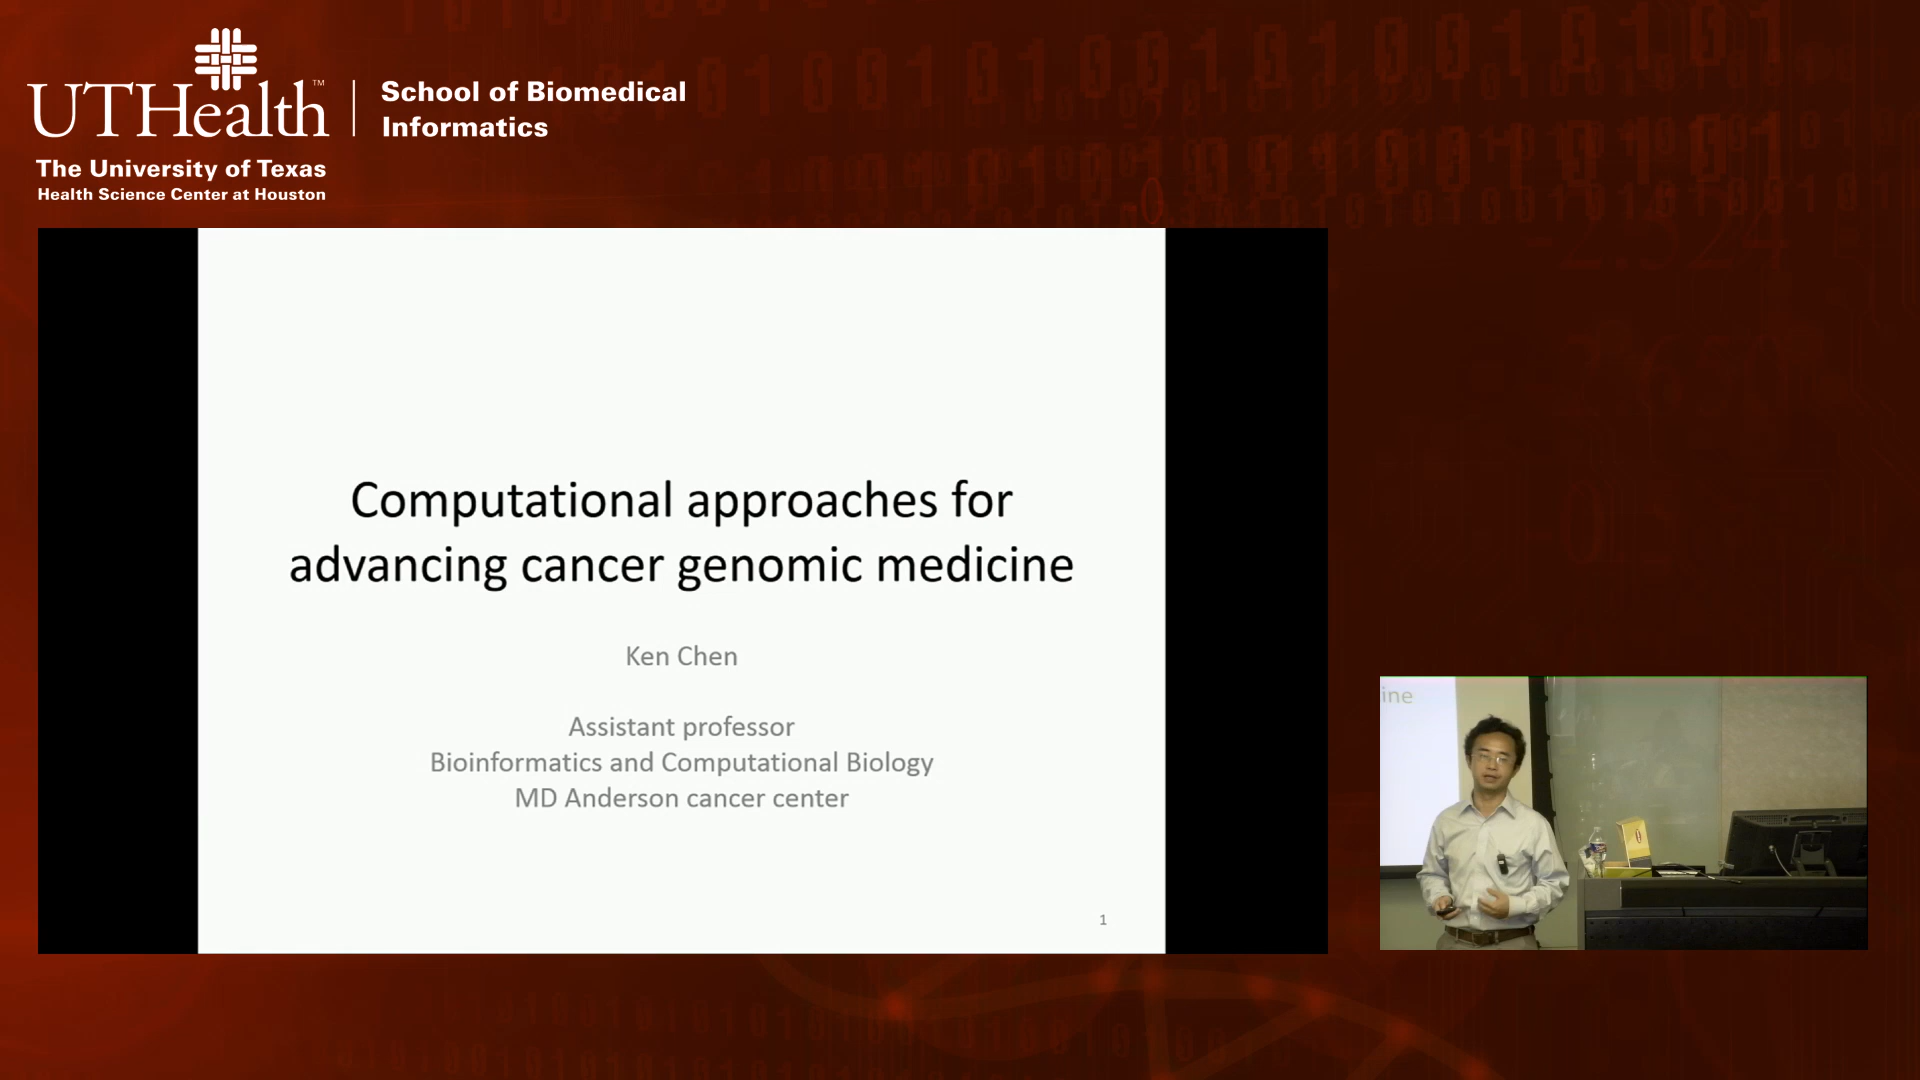 UTHealth™
School of Biomedical
Informatics
The University of Texas
Health Science Center at Houston
Computational approaches for
advancing cancer genomic medicine
Ken Chen
Assistant professor
Bioinformatics and Computational Biology
MD Anderson cancer center
1
ine